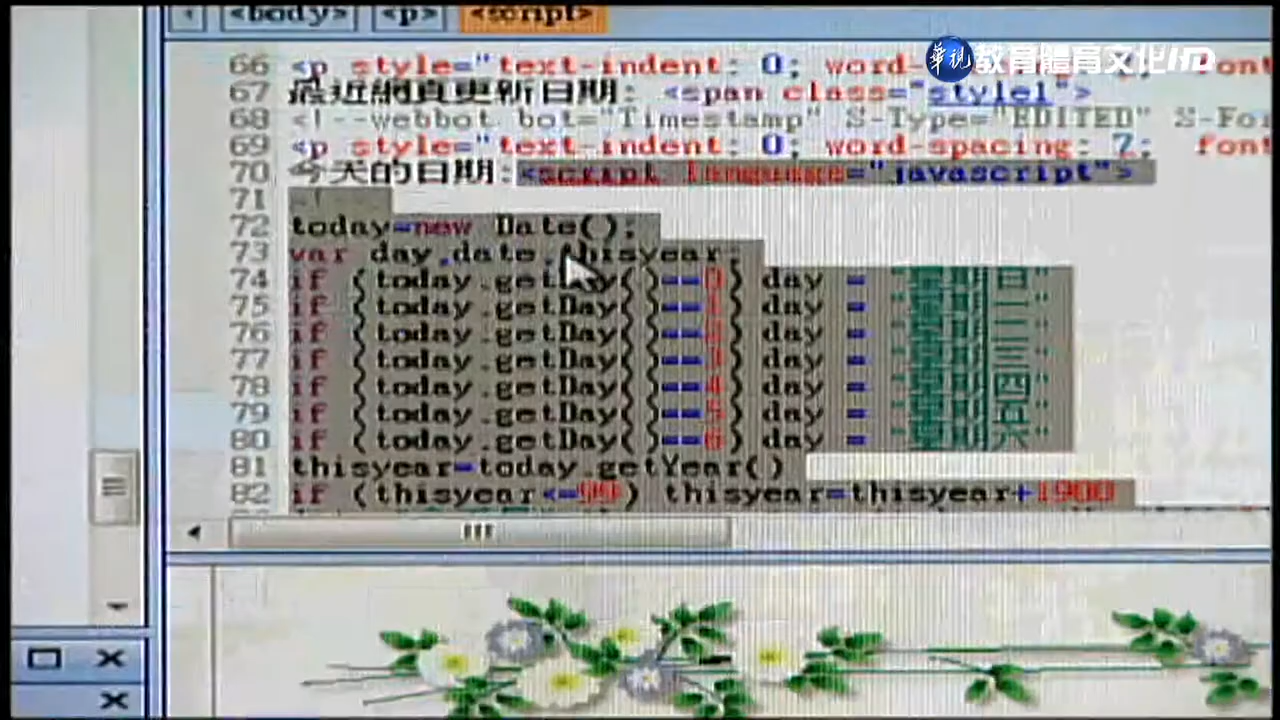 <body> <p> <script>
華視 教育體育文化HD
66 <p style="text-indent: 0; word- font
67 最近網頁更新日期: <span class="style1">
68 <!--webbot bot="Timestamp" S-Type="EDITED" S-For
69 <p style="text-indent: 0; word-spacing: 7; font
70 今天的日期:<script language="javascript">
71 <!--
72 today=new Date();
73 var day,date,thisyear;
74 if (today.getDay()==0) day = "星期日"
75 if (today.getDay()==1) day = "星期一"
76 if (today.getDay()==2) day = "星期二"
77 if (today.getDay()==3) day = "星期三"
78 if (today.getDay()==4) day = "星期四"
79 if (today.getDay()==5) day = "星期五"
80 if (today.getDay()==6) day = "星期六"
81 thisyear=today.getYear()
82 if (thisyear<=99) thisyear=thisyear+1900